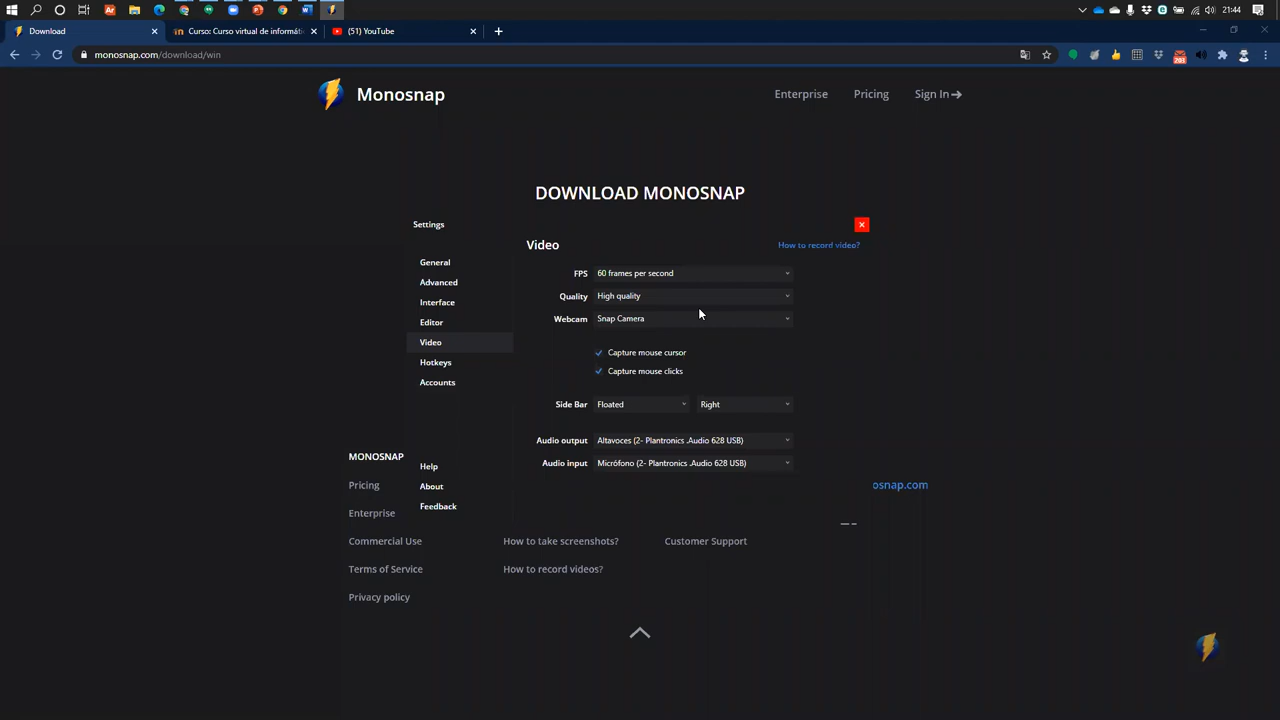 21:44
Download
Curso: Curso virtual de informáti
(51) YouTube
monosnap.com/download/win
283
Monosnap
Enterprise
Pricing
Sign In
DOWNLOAD MONOSNAP
Settings
Video
How to record video?
General
FPS
60 frames per second
Advanced
Quality
High quality
Interface
Webcam
Snap Camera
Editor
Video
Capture mouse cursor
Hotkeys
Capture mouse clicks
Accounts
Side Bar
Floated
Right
Audio output
Altavoces (2- Plantronics .Audio 628 USB)
MONOSNAP
Audio input
Micrófono (2- Plantronics .Audio 628 USB)
Help
Pricing
About
osnap.com
Feedback
Enterprise
Commercial Use
How to take screenshots?
Customer Support
Terms of Service
How to record videos?
Privacy policy